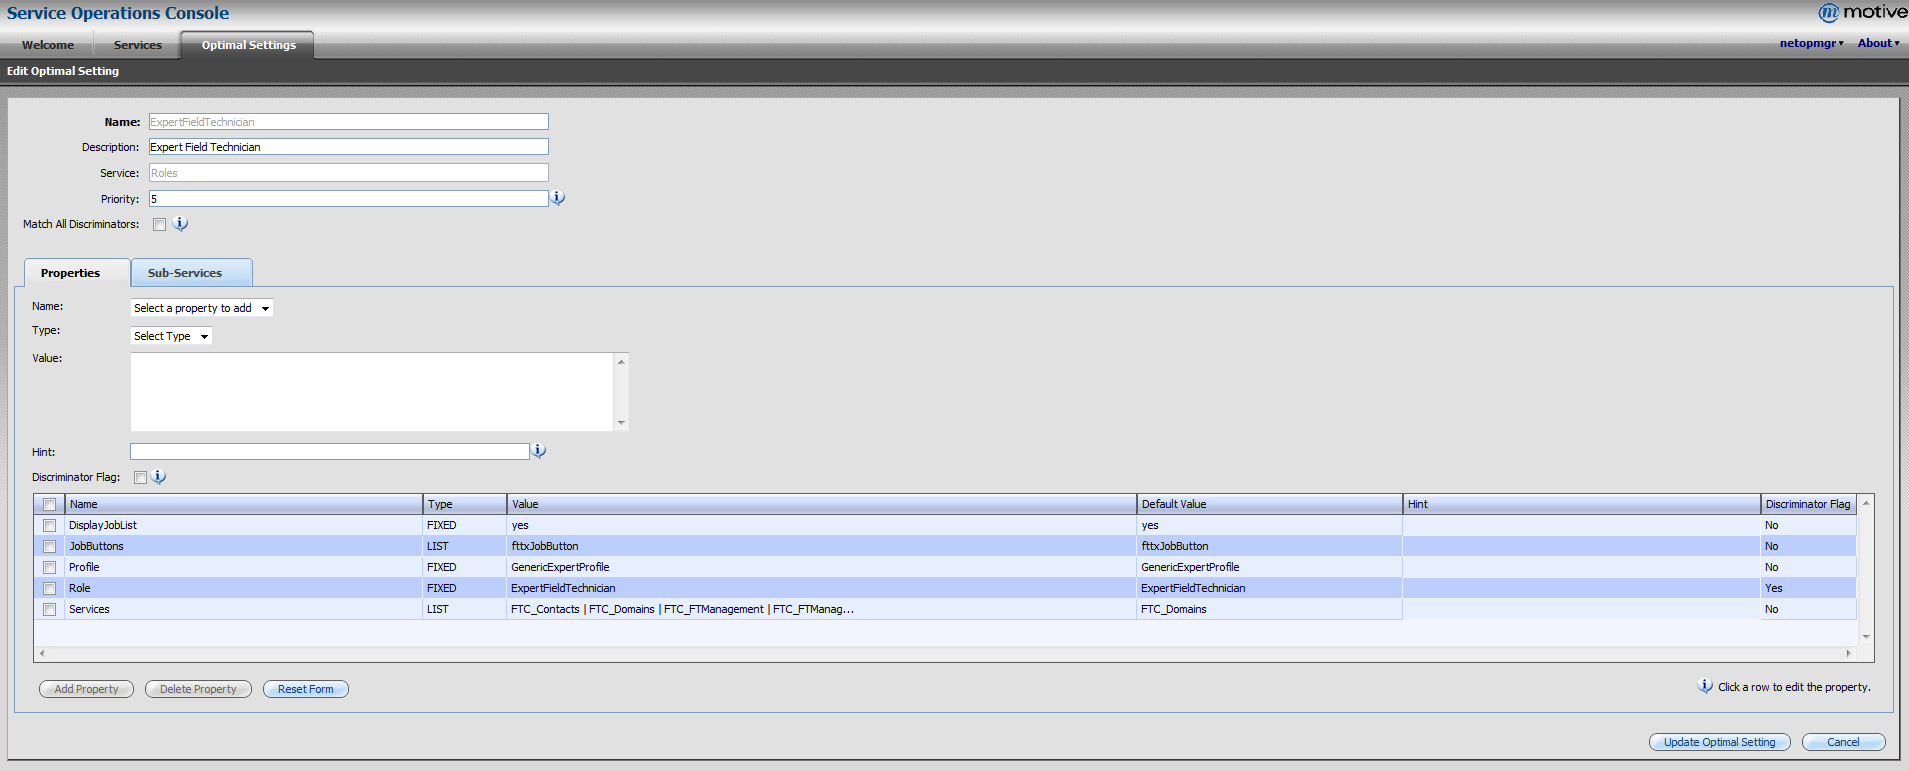 Service Operations Console
motive
Welcome Services Optimal Settings
netopmgr About
Edit Optimal Setting
Name: ExpertFieldTechnician
Description: Expert Field Technician
Service: Roles
Priority: 5
Match All Discriminators:
Properties Sub-Services
Name: Select a property to add
Type: Select Type
Value:
Hint:
Discriminator Flag:
Name Type Value Default Value Hint Discriminator Flag
DisplayJobList FIXED yes yes No
JobButtons LIST fttxJobButton fttxJobButton No
Profile FIXED GenericExpertProfile GenericExpertProfile No
Role FIXED ExpertFieldTechnician ExpertFieldTechnician Yes
Services LIST FTC_Contacts | FTC_Domains | FTC_FTManagement | FTC_FTManag... FTC_Domains No
Add Property Delete Property Reset Form
Click a row to edit the property.
Update Optimal Setting Cancel